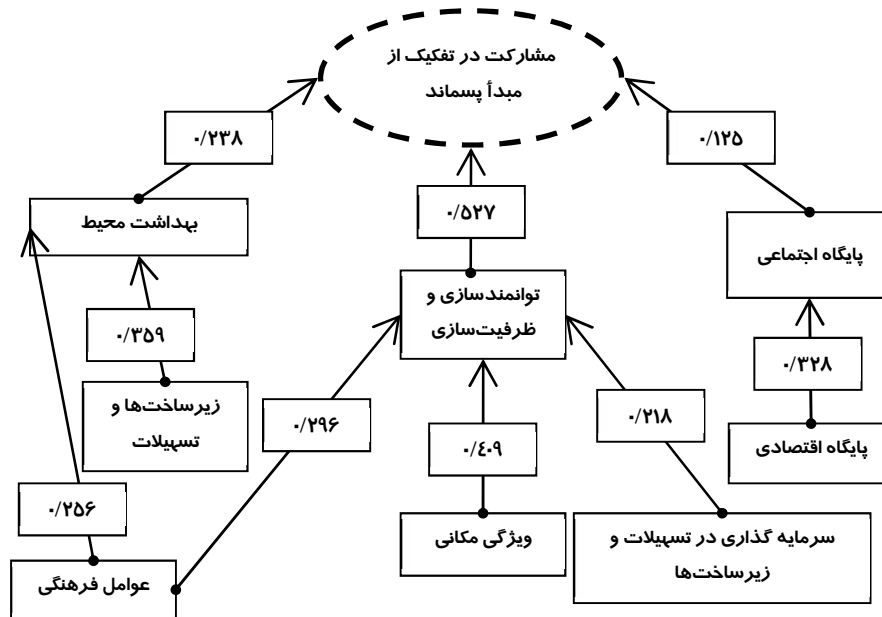 مشارکت در تفکیک از
مبدأ پسماند
۰/۲۳۸
۰/۱۲۵
۰/۵۲۷
بهداشت محیط
پایگاه اجتماعی
توانمندسازی و
ظرفیت‌سازی
۰/۳۵۹
۰/۳۲۸
زیرساخت‌ها و
تسهیلات
۰/۲۹۶
۰/٤۰۹
۰/۲۱۸
پایگاه اقتصادی
۰/۲۵۶
ویژگی مکانی
سرمایه گذاری در تسهیلات و
زیرساخت‌ها
عوامل فرهنگی